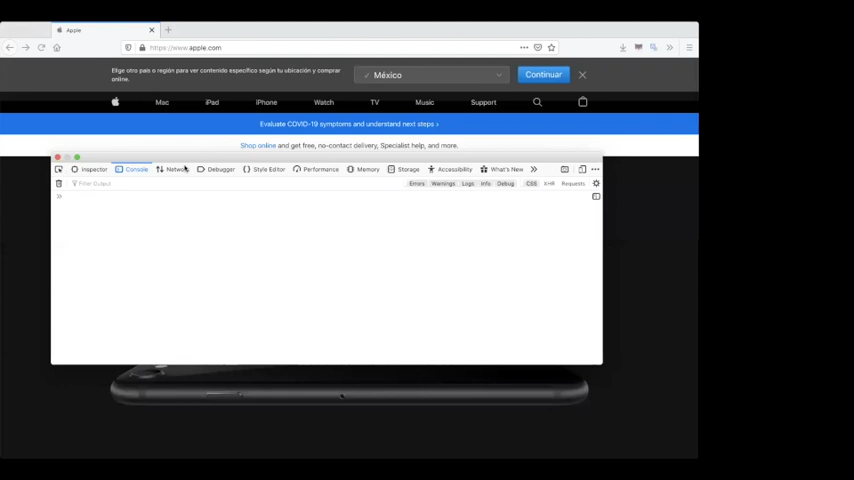 Apple
https://www.apple.com
Elige otro país o región para ver contenido específico según tu ubicación y comprar
online.
México
Continuar
Mac iPad iPhone Watch TV Music Support
Evaluate COVID-19 symptoms and understand next steps ›
Shop online and get free, no-contact delivery, Specialist help, and more.
Inspector Console Network Debugger Style Editor Performance Memory Storage Accessibility What's New
Filter Output
Errors Warnings Logs Info Debug CSS XHR Requests